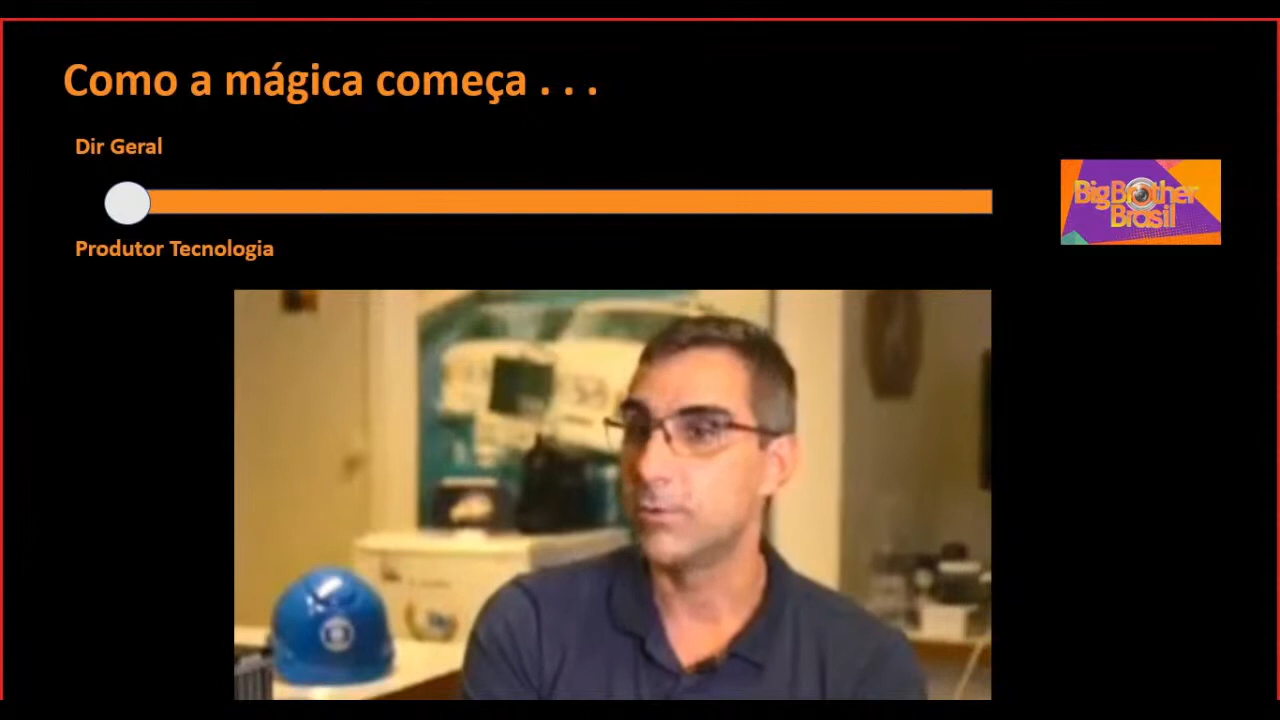 Como a mágica começa . . .
Dir Geral
Produtor Tecnologia
Big Brother
Brasil